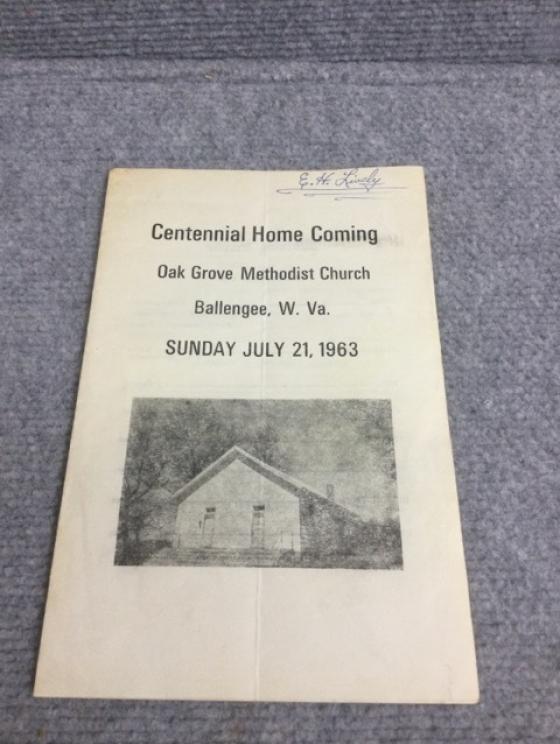 E. H. Lively
Centennial Home Coming
Oak Grove Methodist Church
Ballengee, W. Va.
SUNDAY JULY 21, 1963